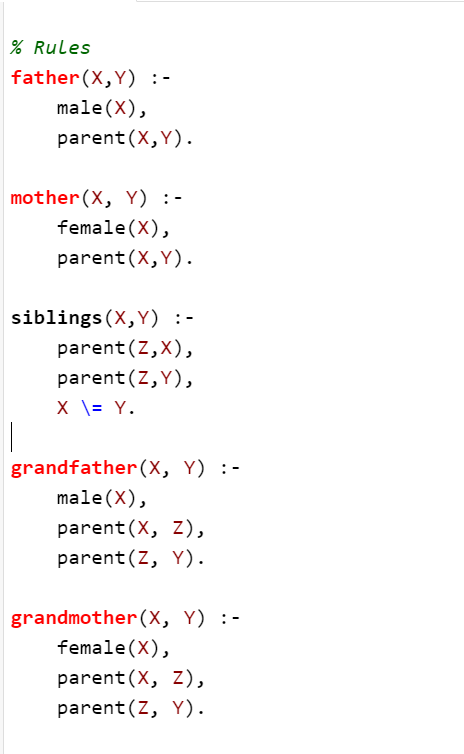 % Rules
father(X,Y) :-
    male(X),
    parent(X,Y).
mother(X, Y) :-
    female(X),
    parent(X,Y).
siblings(X,Y) :-
    parent(Z,X),
    parent(Z,Y),
    X \= Y.
grandfather(X, Y) :-
    male(X),
    parent(X, Z),
    parent(Z, Y).
grandmother(X, Y) :-
    female(X),
    parent(X, Z),
    parent(Z, Y).